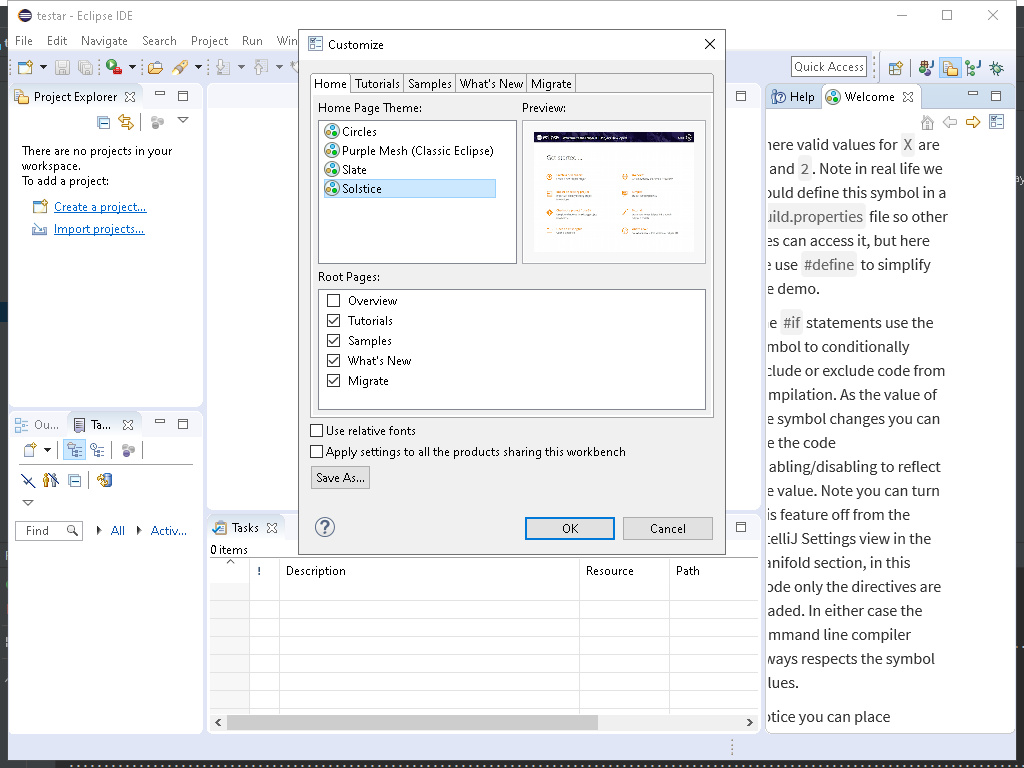 testar - Eclipse IDE
File Edit Navigate Search Project Run Win
Quick Access
Project Explorer
There are no projects in your
workspace.
To add a project:
Create a project...
Import projects...
Customize
Home Tutorials Samples What's New Migrate
Home Page Theme:
Circles
Purple Mesh (Classic Eclipse)
Slate
Solstice
Preview:
Get started...
Root Pages:
Overview
Tutorials
Samples
What's New
Migrate
Use relative fonts
Apply settings to all the products sharing this workbench
Save As...
OK Cancel
Help Welcome
here valid values for X are
and 2. Note in real life we
ould define this symbol in a
uild.properties file so other
es can access it, but here
e use #define to simplify
e demo.
e #if statements use the
mbol to conditionally
clude or exclude code from
mpilation. As the value of
e symbol changes you can
e the code
abling/disabling to reflect
e value. Note you can turn
is feature off from the
telliJ Settings view in the
anifold section, in this
ode only the directives are
aded. In either case the
mmand line compiler
ways respects the symbol
lues.
otice you can place
Ou... Ta...
Find All Activ...
Tasks
0 items
! Description Resource Path